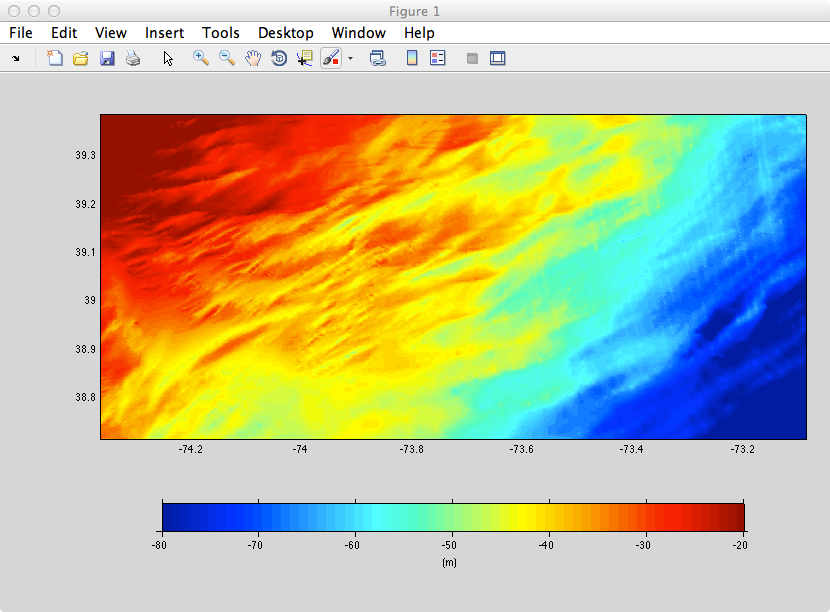 Figure 1
File Edit View Insert Tools Desktop Window Help
39.3
39.2
39.1
39
38.9
38.8
-74.2 -74 -73.8 -73.6 -73.4 -73.2
-80 -70 -60 -50 -40 -30 -20
(m)